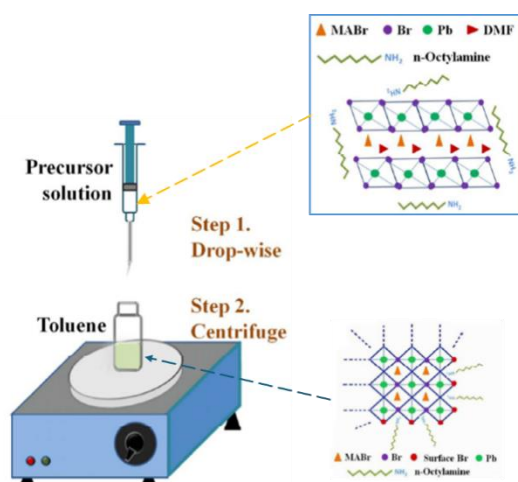 MABr Br Pb DMF
NH₂ n-Octylamine
NH₂
NH₂
NH₂
NH₂
NH₂
Precursor
solution
Step 1.
Drop-wise
Step 2.
Centrifuge
Toluene
MABr Br Surface Br Pb
NH₂ n-Octylamine